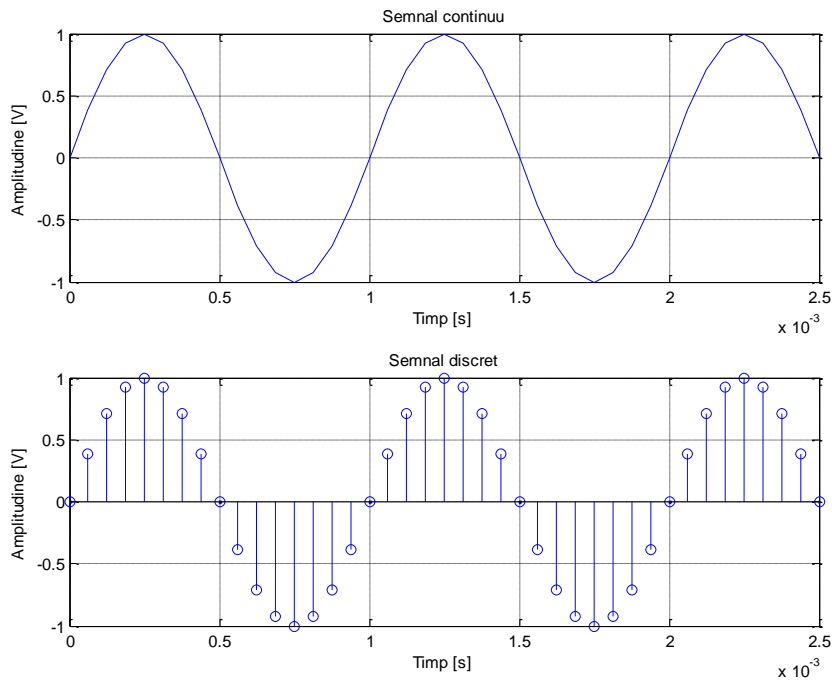 Semnal continuu
1
0.5
0
-0.5
-1
Amplitudine [V]
0 0.5 1 1.5 2 2.5
Timp [s]
x 10^-3
Semnal discret
1
0.5
0
-0.5
-1
Amplitudine [V]
0 0.5 1 1.5 2 2.5
Timp [s]
x 10^-3